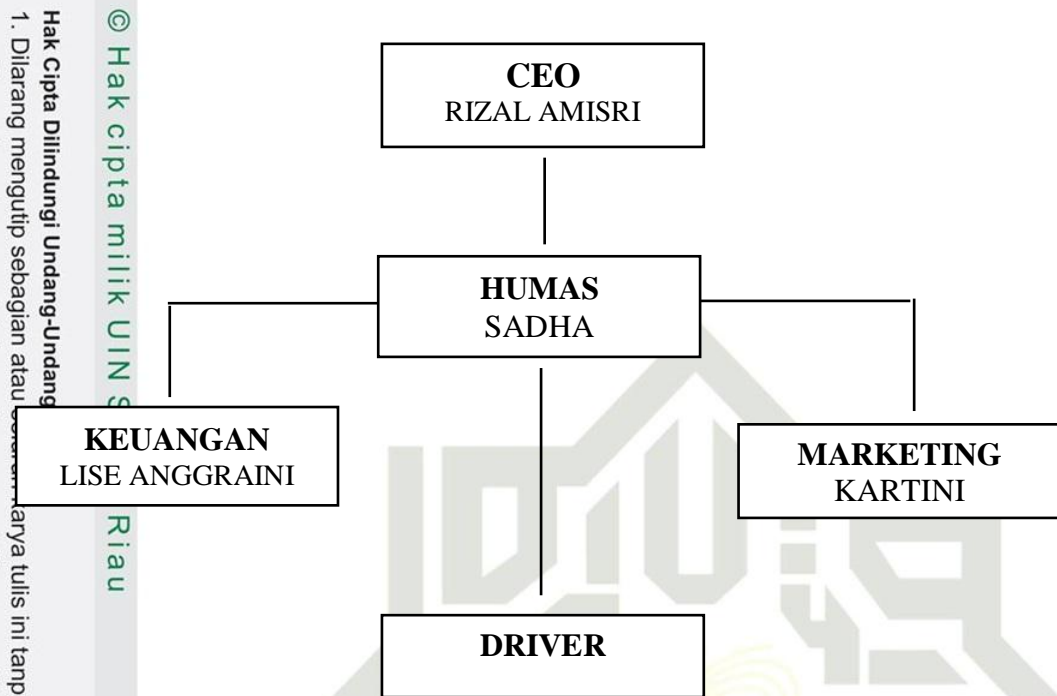 © Hak cipta milik UIN S Riau
Hak Cipta Dilindungi Undang-Undang
1. Dilarang mengutip sebagian atau karya tulis ini tanp
CEO
RIZAL AMISRI
HUMAS
SADHA
KEUANGAN
LISE ANGGRAINI
MARKETING
KARTINI
DRIVER